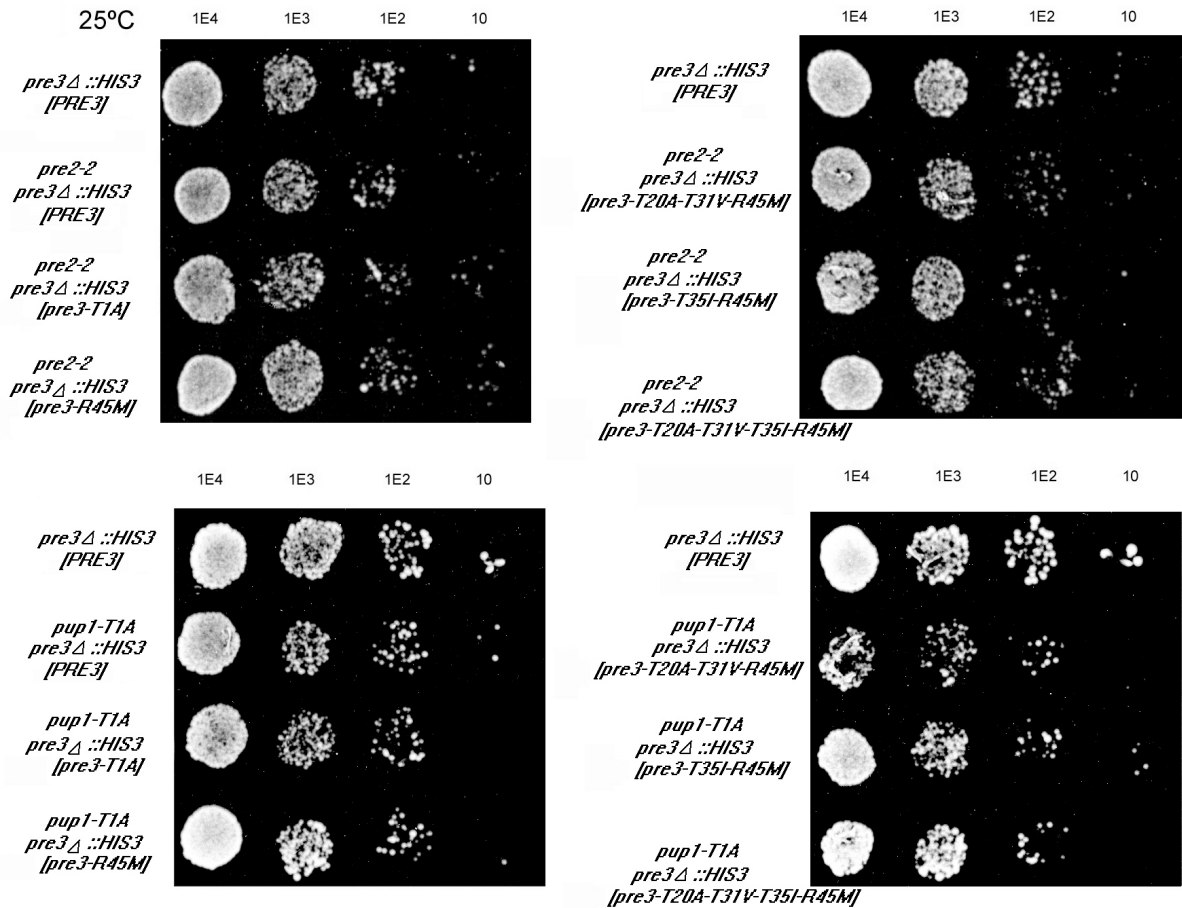 25ºC
1E4 1E3 1E2 10
pre3Δ::HIS3
[PRE3]
pre2-2
pre3Δ::HIS3
[PRE3]
pre2-2
pre3Δ::HIS3
[pre3-T1A]
pre2-2
pre3Δ::HIS3
[pre3-R45M]
1E4 1E3 1E2 10
pre3Δ::HIS3
[PRE3]
pre2-2
pre3Δ::HIS3
[pre3-T20A-T31V-R45M]
pre2-2
pre3Δ::HIS3
[pre3-T35I-R45M]
pre2-2
pre3Δ::HIS3
[pre3-T20A-T31V-T35I-R45M]
1E4 1E3 1E2 10
pre3Δ::HIS3
[PRE3]
pup1-T1A
pre3Δ::HIS3
[PRE3]
pup1-T1A
pre3Δ::HIS3
[pre3-T1A]
pup1-T1A
pre3Δ::HIS3
[pre3-R45M]
1E4 1E3 1E2 10
pre3Δ::HIS3
[PRE3]
pup1-T1A
pre3Δ::HIS3
[pre3-T20A-T31V-R45M]
pup1-T1A
pre3Δ::HIS3
[pre3-T35I-R45M]
pup1-T1A
pre3Δ::HIS3
[pre3-T20A-T31V-T35I-R45M]